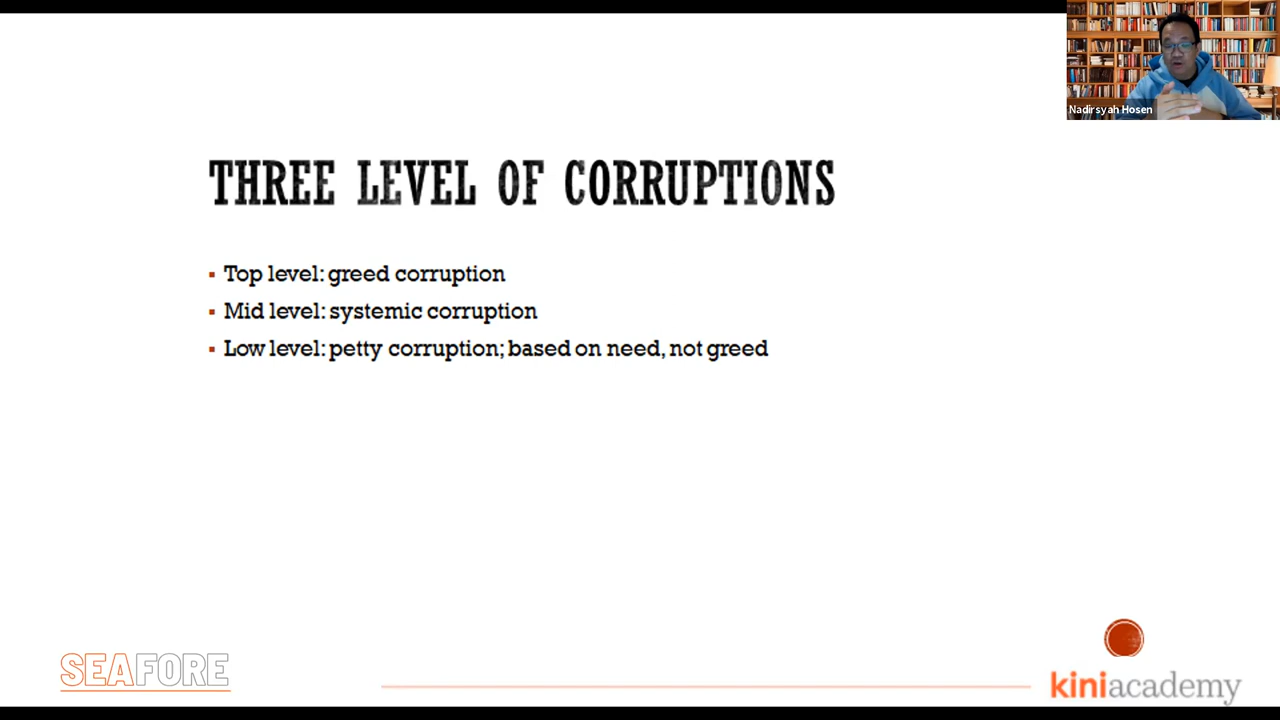 Nadirsyah Hosen
THREE LEVEL OF CORRUPTIONS
Top level: greed corruption
Mid level: systemic corruption
Low level: petty corruption; based on need, not greed
SEAFORE
kiniacademy